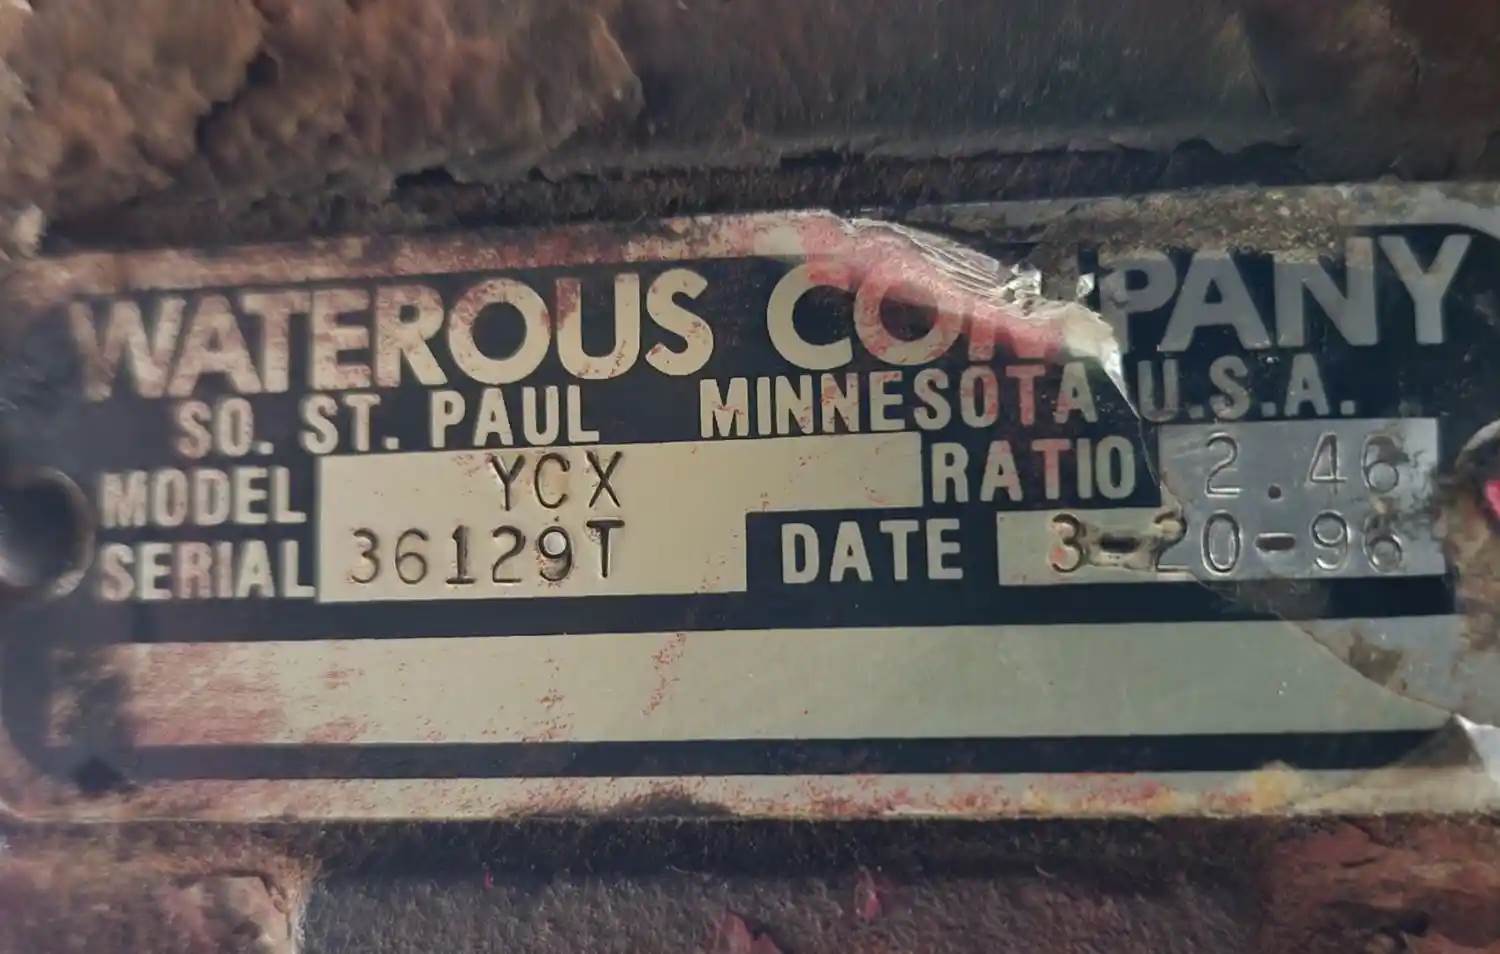 WATEROUS COMPANY
SO. ST. PAUL MINNESOTA U.S.A.
MODEL YCX RATIO 2.46
SERIAL 36129T DATE 3-20-96